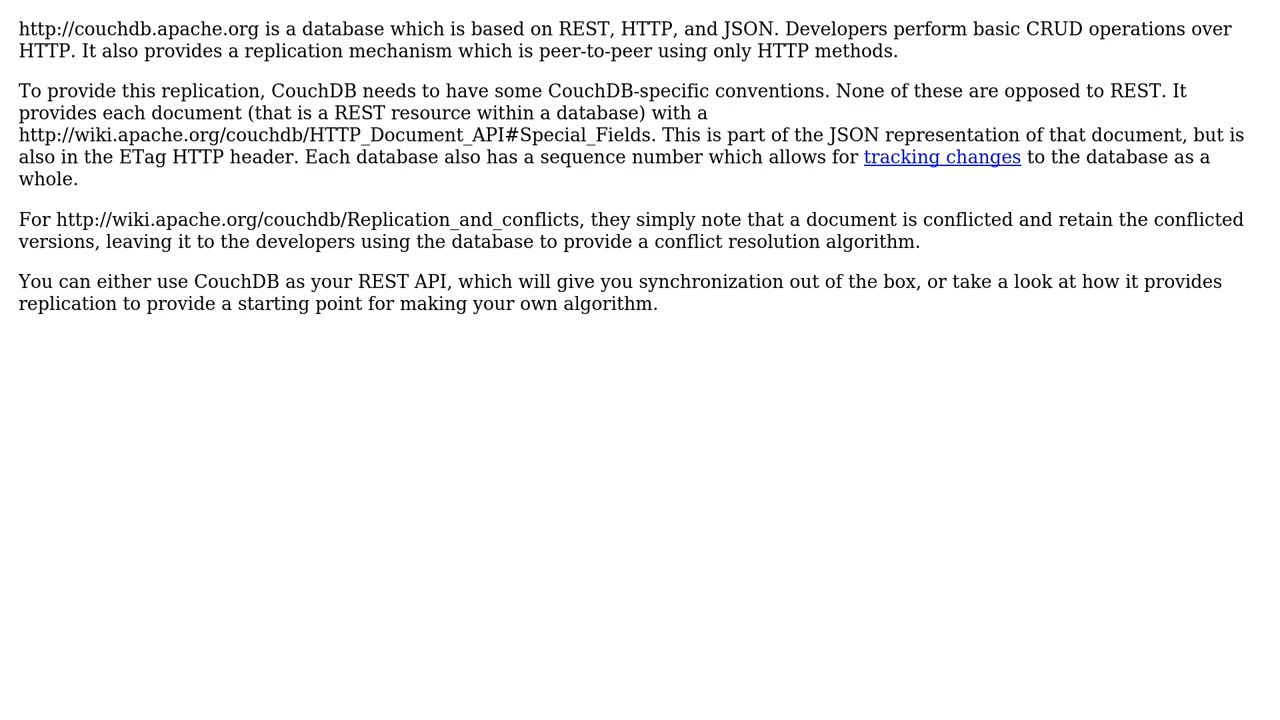 http://couchdb.apache.org is a database which is based on REST, HTTP, and JSON. Developers perform basic CRUD operations over
HTTP. It also provides a replication mechanism which is peer-to-peer using only HTTP methods.
To provide this replication, CouchDB needs to have some CouchDB-specific conventions. None of these are opposed to REST. It
provides each document (that is a REST resource within a database) with a
http://wiki.apache.org/couchdb/HTTP_Document_API#Special_Fields. This is part of the JSON representation of that document, but is
also in the ETag HTTP header. Each database also has a sequence number which allows for tracking changes to the database as a
whole.
For http://wiki.apache.org/couchdb/Replication_and_conflicts, they simply note that a document is conflicted and retain the conflicted
versions, leaving it to the developers using the database to provide a conflict resolution algorithm.
You can either use CouchDB as your REST API, which will give you synchronization out of the box, or take a look at how it provides
replication to provide a starting point for making your own algorithm.